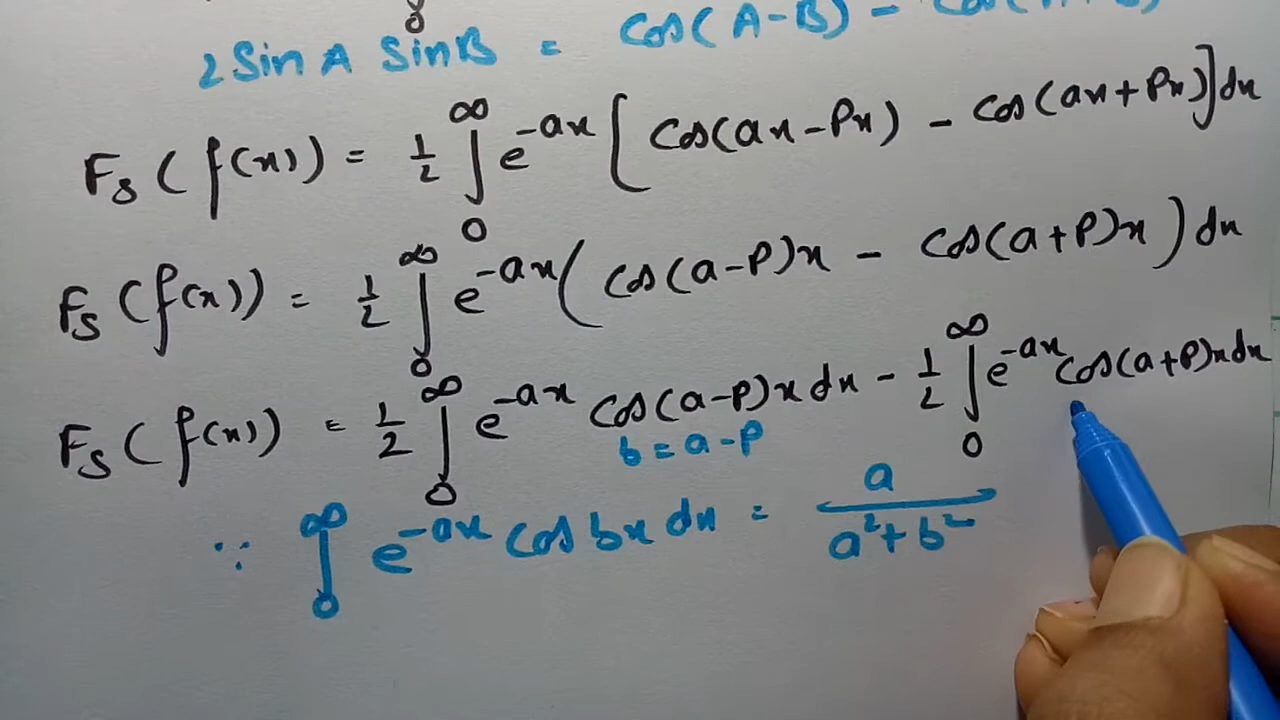 2 Sin A Sin B = Cos(A-B) -
Fs(f(x)) = 1/2 ∫₀^∞ e^-ax [cos(ax-Px) - cos(ax+Px)] dx
Fs(f(x)) = 1/2 ∫₀^∞ e^-ax (cos(a-P)x - cos(a+P)x) dx
Fs(f(x)) = 1/2 ∫₀^∞ e^-ax cos(a-P)x dx - 1/2 ∫₀^∞ e^-ax cos(a+P)x dx
b = a-P
∵ ∫₀^∞ e^-ax cos bx dx = a/(a²+b²)